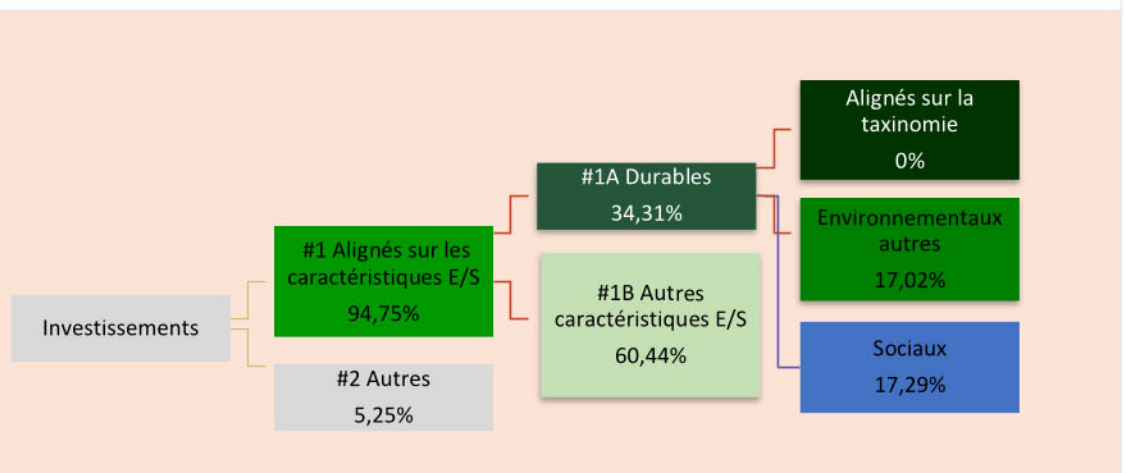 Investissements
#1 Alignés sur les
caractéristiques E/S
94,75%
#2 Autres
5,25%
#1A Durables
34,31%
#1B Autres
caractéristiques E/S
60,44%
Alignés sur la
taxinomie
0%
Environnementaux
autres
17,02%
Sociaux
17,29%